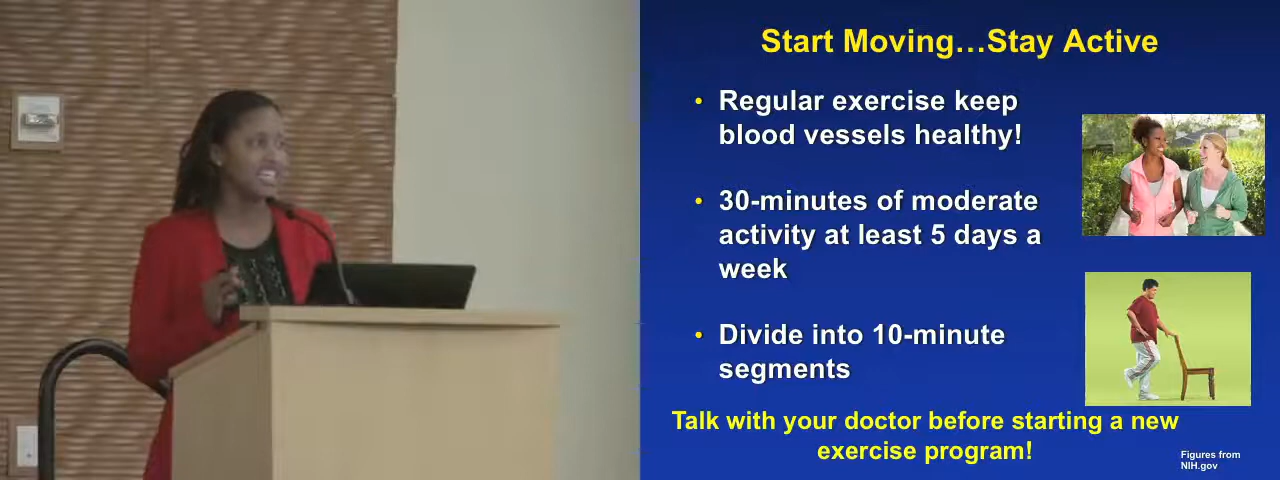 Start Moving…Stay Active
• Regular exercise keep
blood vessels healthy!
• 30-minutes of moderate
activity at least 5 days a
week
• Divide into 10-minute
segments
Talk with your doctor before starting a new
exercise program!
Figures from
NIH.gov